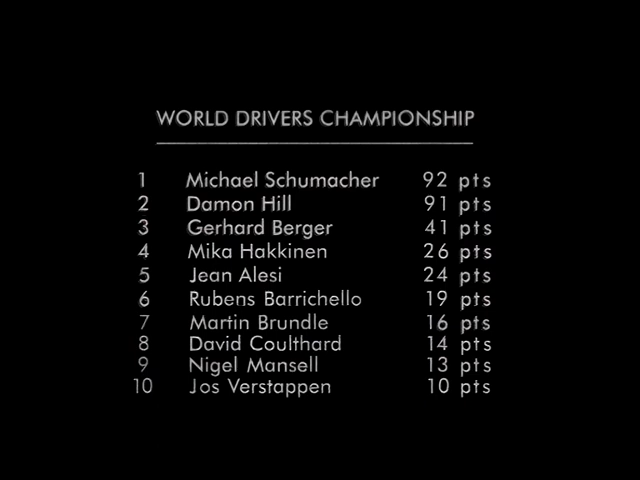 WORLD DRIVERS CHAMPIONSHIP
1 Michael Schumacher 92 pts
2 Damon Hill 91 pts
3 Gerhard Berger 41 pts
4 Mika Hakkinen 26 pts
5 Jean Alesi 24 pts
6 Rubens Barrichello 19 pts
7 Martin Brundle 16 pts
8 David Coulthard 14 pts
9 Nigel Mansell 13 pts
10 Jos Verstappen 10 pts